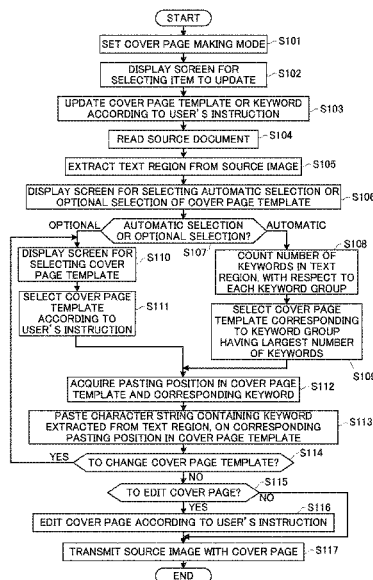 START
SET COVER PAGE MAKING MODE
S101
DISPLAY SCREEN FOR
SELECTING ITEM TO UPDATE
S102
UPDATE COVER PAGE TEMPLATE OR KEYWORD
ACCORDING TO USER'S INSTRUCTION
S103
READ SOURCE DOCUMENT
S104
EXTRACT TEXT REGION FROM SOURCE IMAGE
S105
DISPLAY SCREEN FOR SELECTING AUTOMATIC SELECTION OR
OPTIONAL SELECTION OF COVER PAGE TEMPLATE
S106
OPTIONAL
AUTOMATIC SELECTION
OR OPTIONAL SELECTION?
AUTOMATIC
S107
S110
DISPLAY SCREEN FOR
SELECTING COVER
PAGE TEMPLATE
S111
SELECT COVER PAGE
TEMPLATE
ACCORDING TO
USER'S INSTRUCTION
S108
COUNT NUMBER OF
KEYWORDS IN TEXT
REGION, WITH RESPECT TO
EACH KEYWORD GROUP
SELECT COVER PAGE
TEMPLATE CORRESPONDING
TO KEYWORD GROUP
HAVING LARGEST NUMBER
OF KEYWORDS
S109
ACQUIRE PASTING POSITION IN COVER PAGE
TEMPLATE AND CORRESPONDING KEYWORD
S112
PASTE CHARACTER STRING CONTAINING KEYWORD
EXTRACTED FROM TEXT REGION, ON CORRESPONDING
PASTING POSITION IN COVER PAGE TEMPLATE
S113
YES
TO CHANGE COVER PAGE TEMPLATE?
S114
NO
TO EDIT COVER PAGE?
S115
NO
YES
S116
EDIT COVER PAGE ACCORDING TO USER'S INSTRUCTION
TRANSMIT SOURCE IMAGE WITH COVER PAGE
S117
END